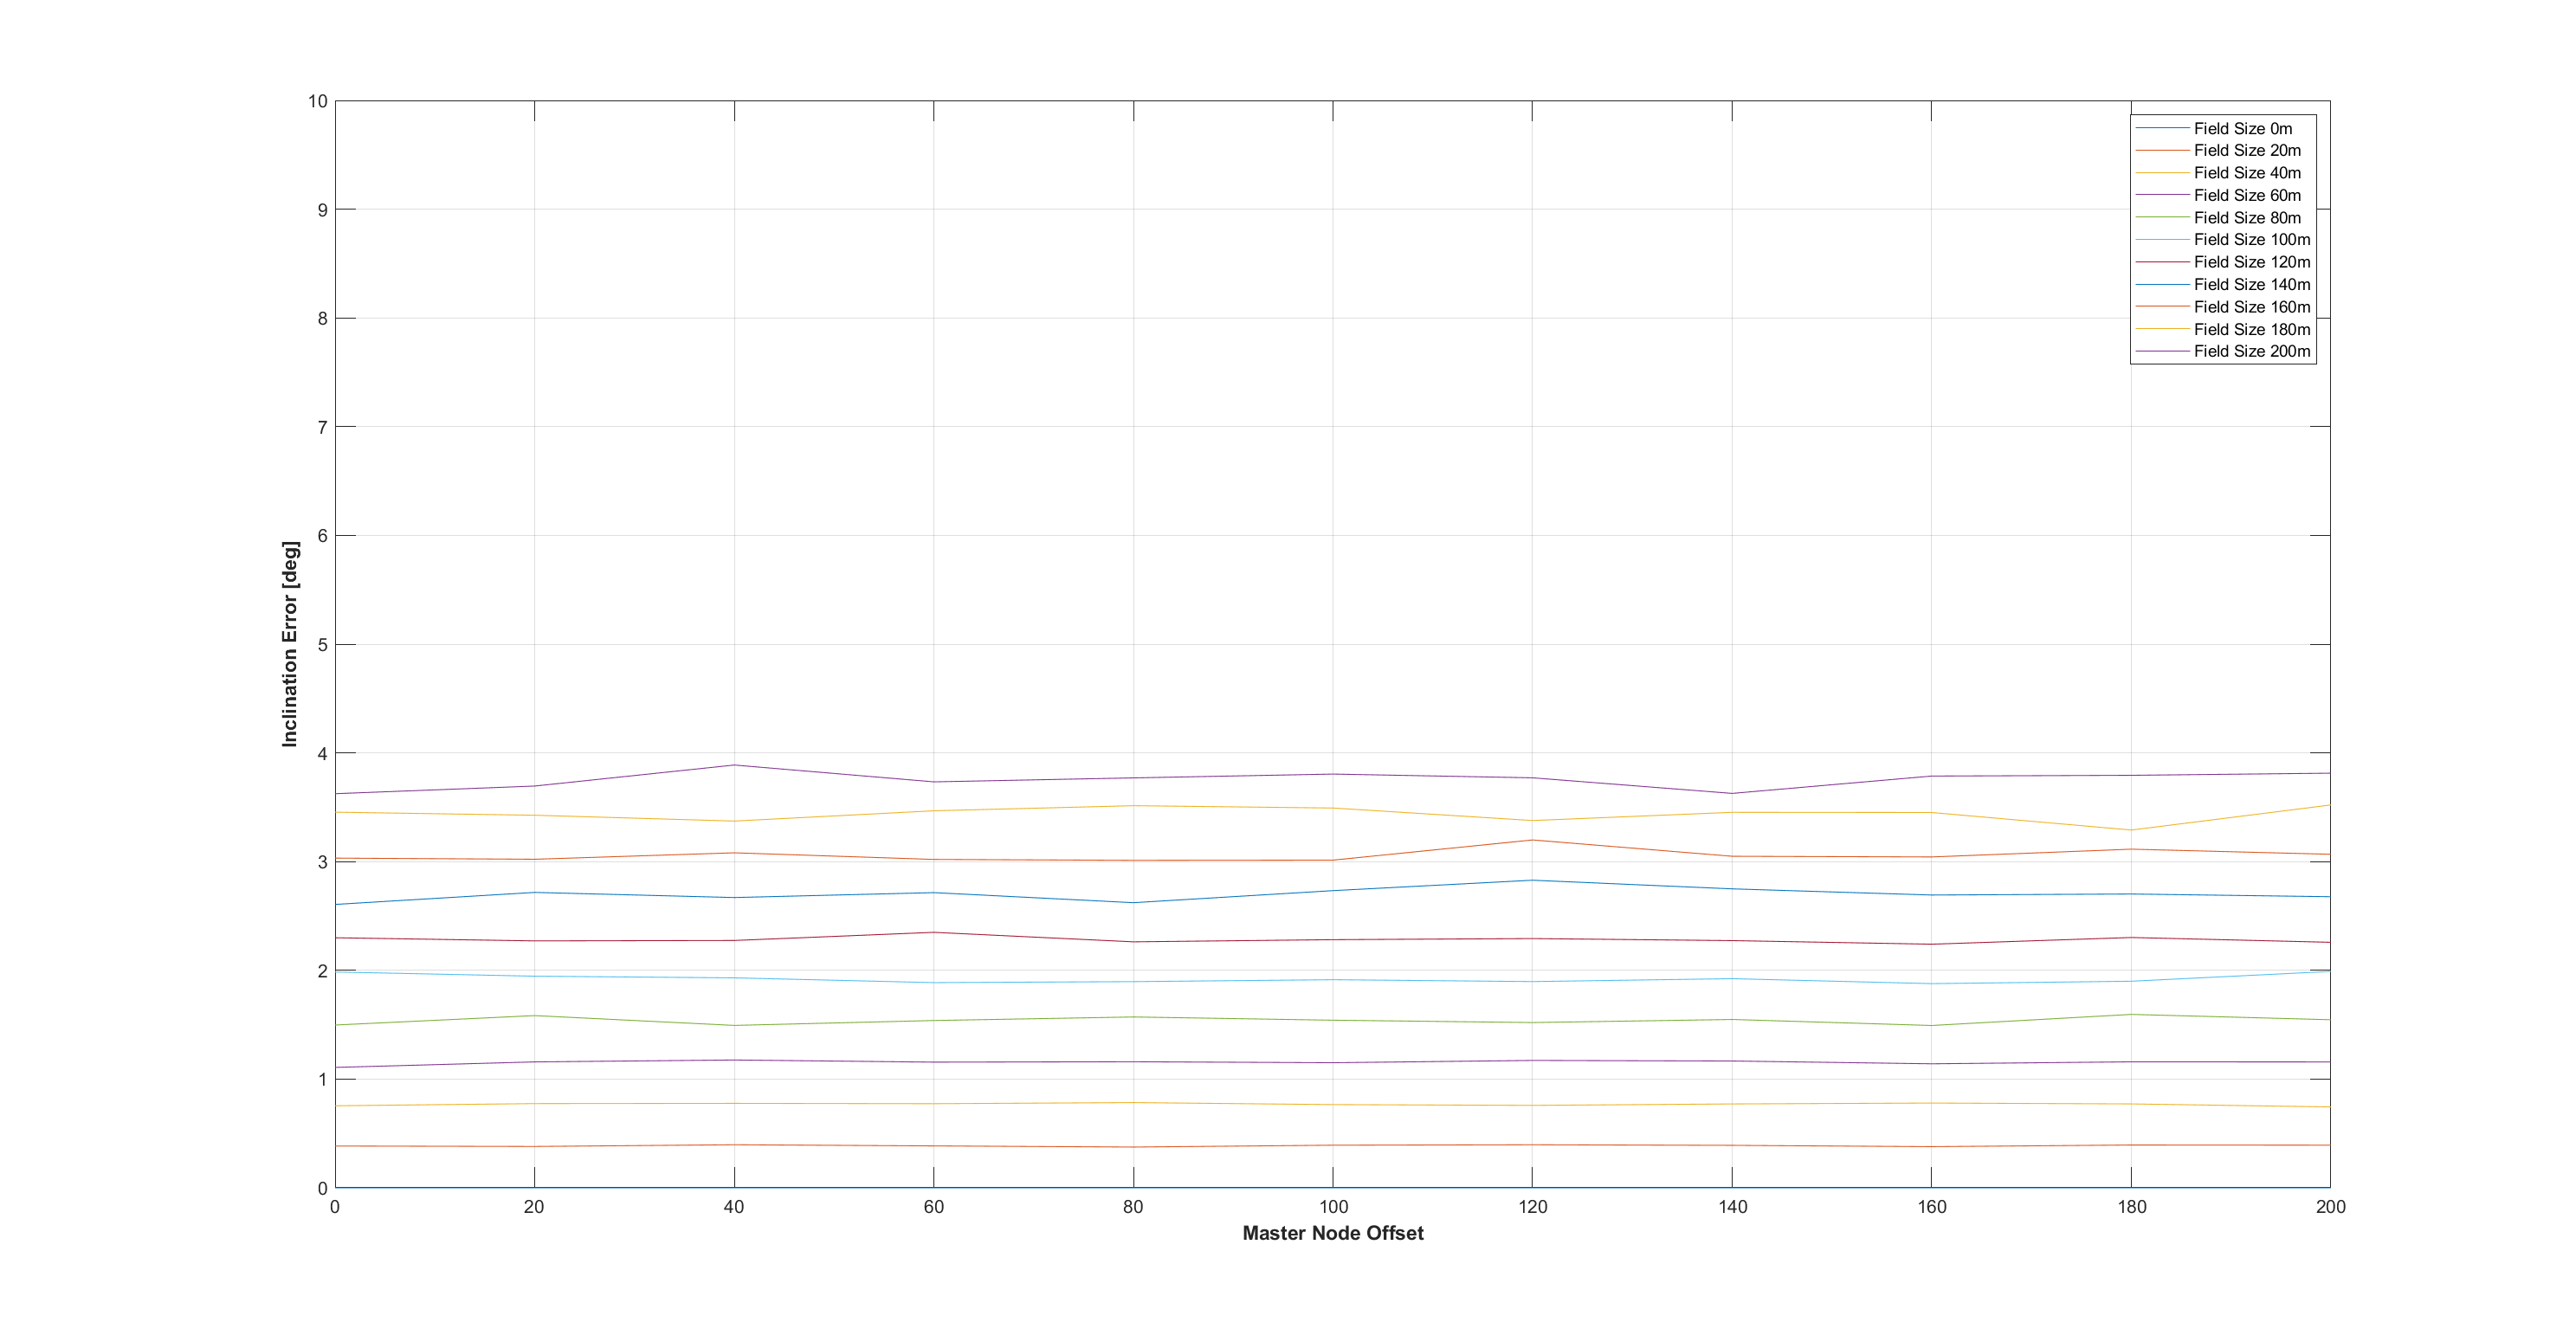 10
9
8
7
6
5
4
3
2
1
0
Inclination Error [deg]
Field Size 0m
Field Size 20m
Field Size 40m
Field Size 60m
Field Size 80m
Field Size 100m
Field Size 120m
Field Size 140m
Field Size 160m
Field Size 180m
Field Size 200m
0 20 40 60 80 100 120 140 160 180 200
Master Node Offset